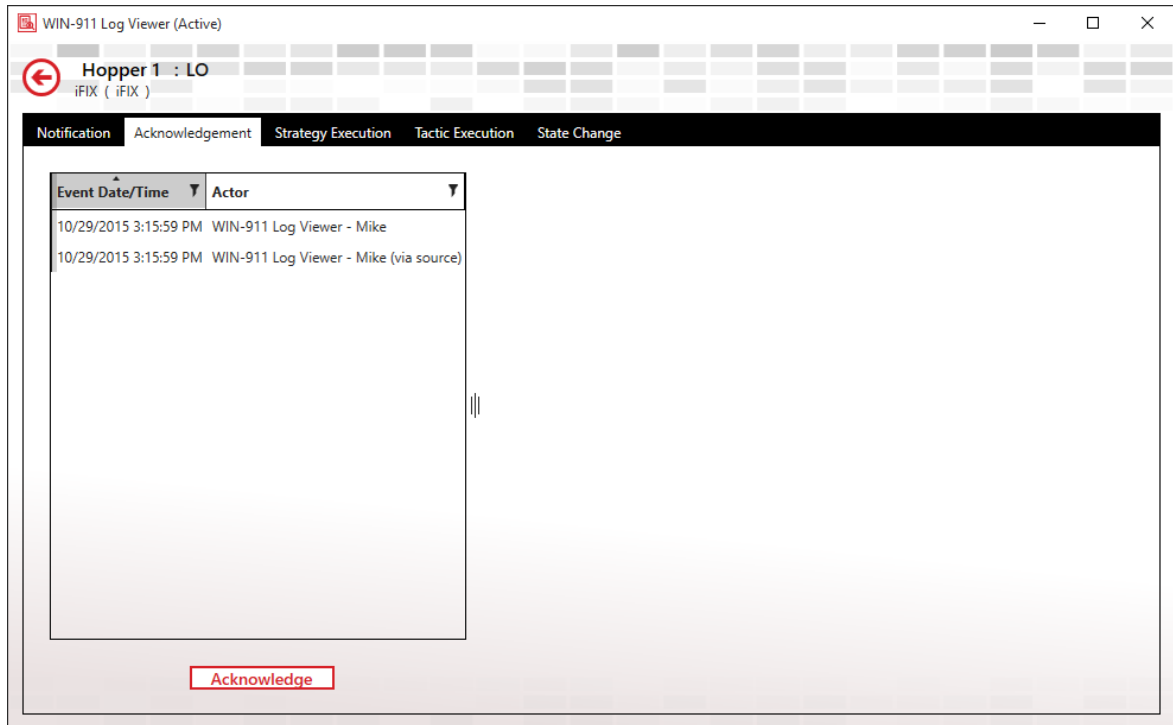 WIN-911 Log Viewer (Active)
Hopper 1 : LO
iFIX ( iFIX )
Notification Acknowledgement Strategy Execution Tactic Execution State Change
Event Date/Time Actor
10/29/2015 3:15:59 PM WIN-911 Log Viewer - Mike
10/29/2015 3:15:59 PM WIN-911 Log Viewer - Mike (via source)
Acknowledge